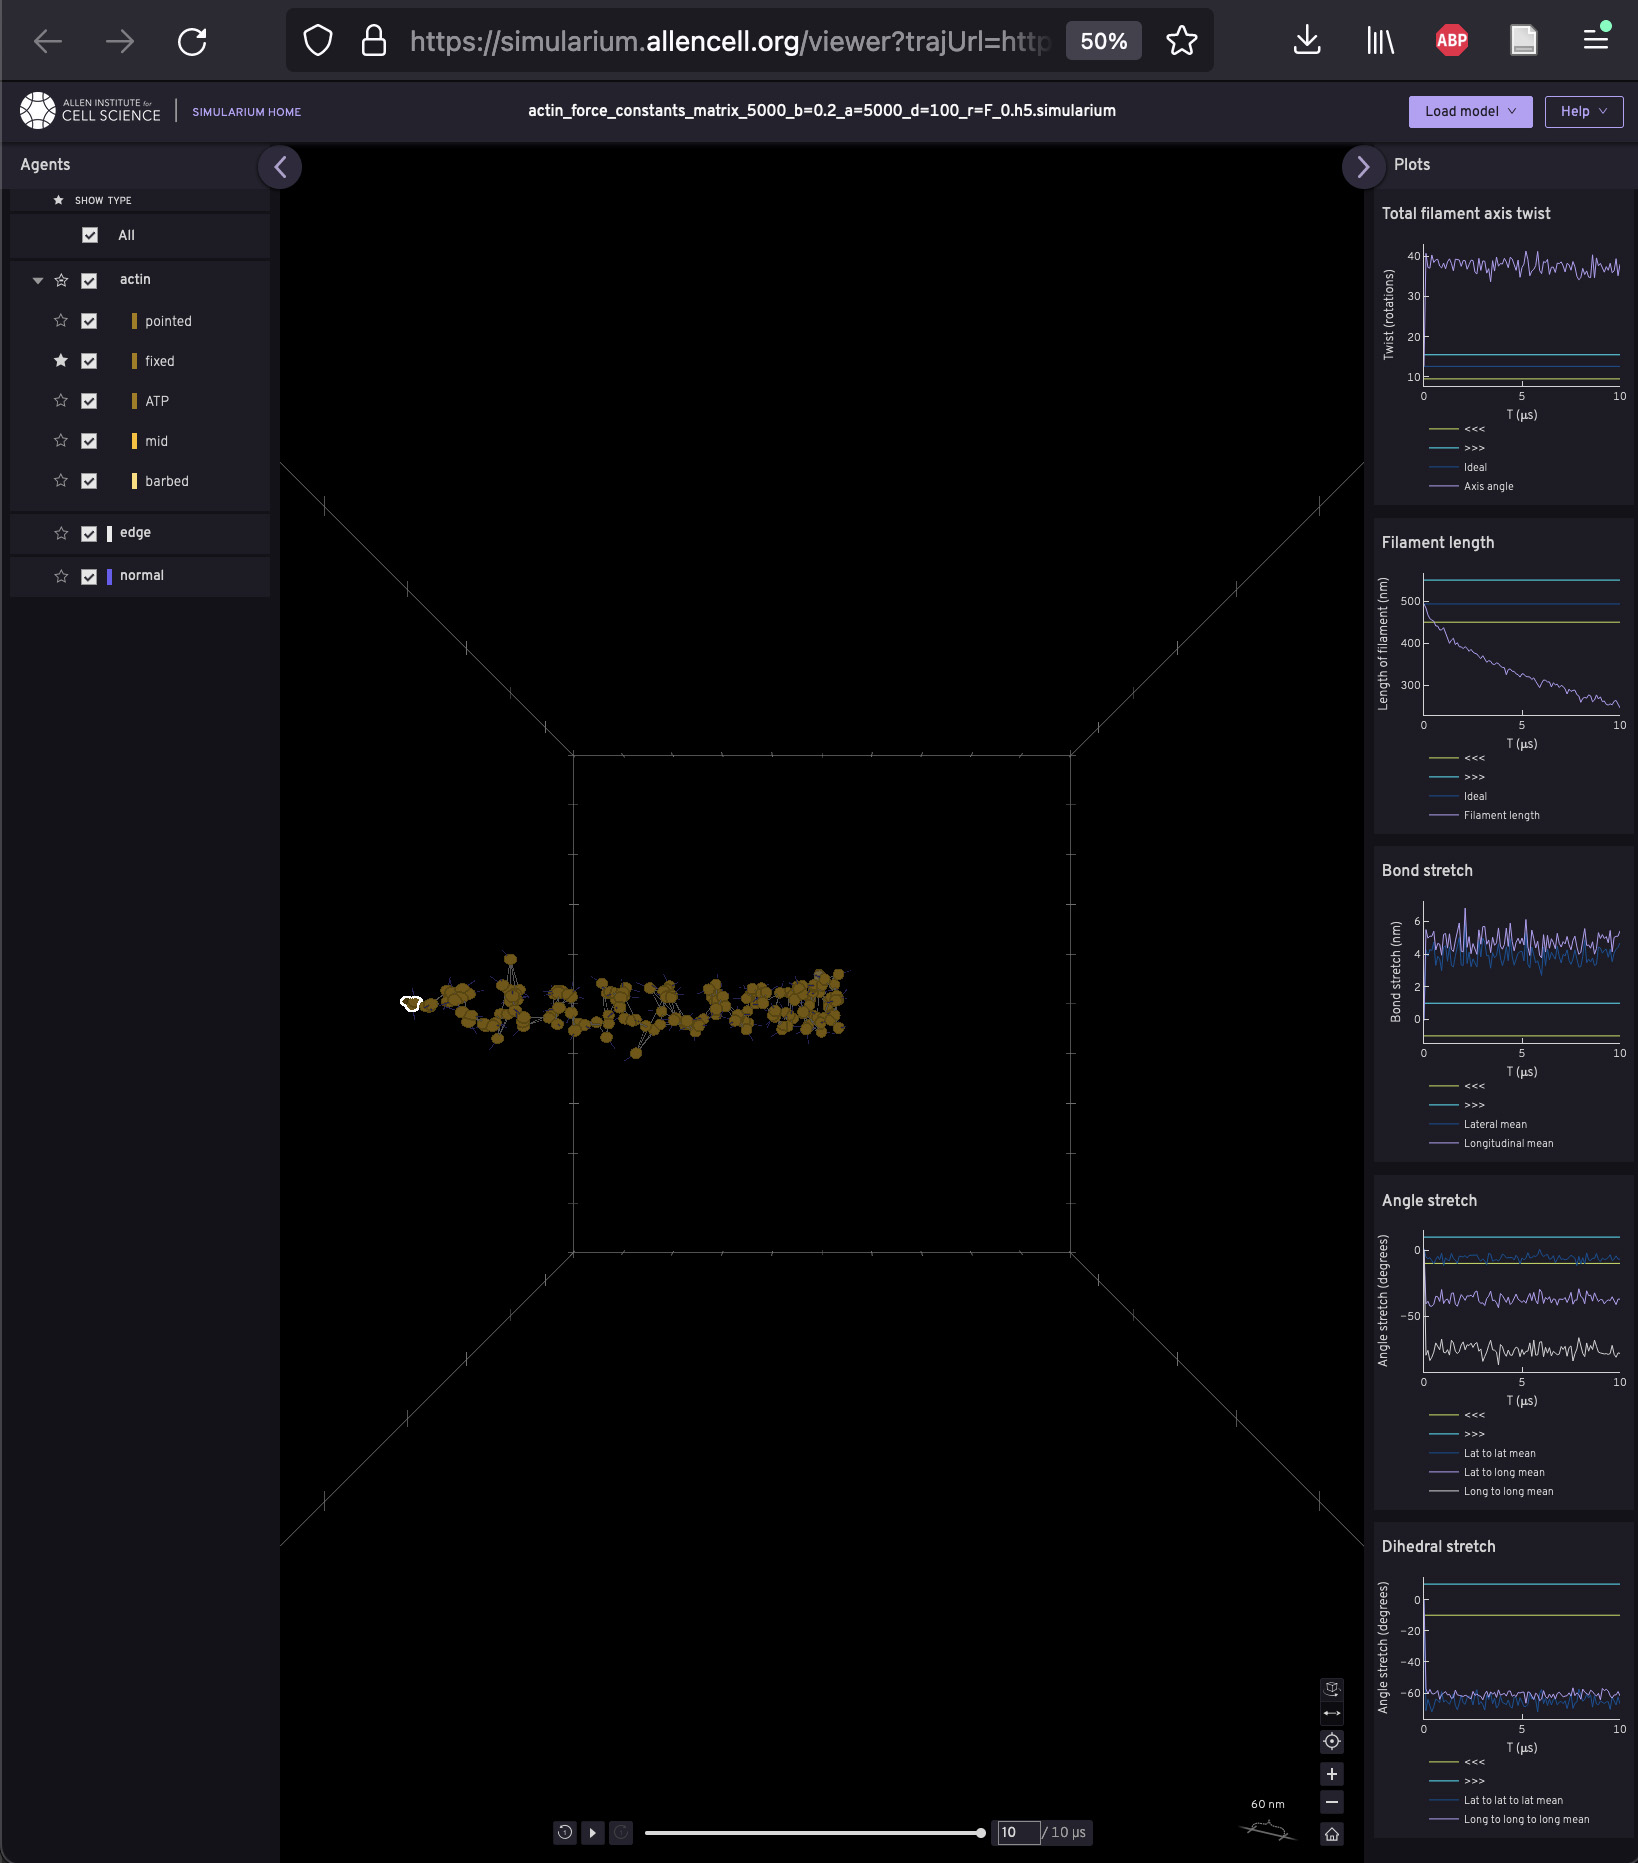 https://simularium.allencell.org/viewer?trajUrl=http
50%
ABP
ALLEN INSTITUTE for
CELL SCIENCE
SIMULARIUM HOME
actin_force_constants_matrix_5000_b=0.2_a=5000_d=100_r=F_0.h5.simularium
Load model
Help
Agents
SHOW TYPE
All
actin
pointed
fixed
ATP
mid
barbed
edge
normal
60 nm
10 / 10 µs
Plots
Total filament axis twist
Twist (rotations)
40
30
20
10
0 5 10
T (µs)
<<<
>>>
Ideal
Axis angle
Filament length
Length of filament (nm)
500
400
300
0 5 10
T (µs)
<<<
>>>
Ideal
Filament length
Bond stretch
Bond stretch (nm)
6
4
2
0
0 5 10
T (µs)
<<<
>>>
Lateral mean
Longitudinal mean
Angle stretch
Angle stretch (degrees)
0
−50
0 5 10
T (µs)
<<<
>>>
Lat to lat mean
Lat to long mean
Long to long mean
Dihedral stretch
Angle stretch (degrees)
0
−20
−40
−60
0 5 10
T (µs)
<<<
>>>
Lat to lat to lat mean
Long to long to long mean